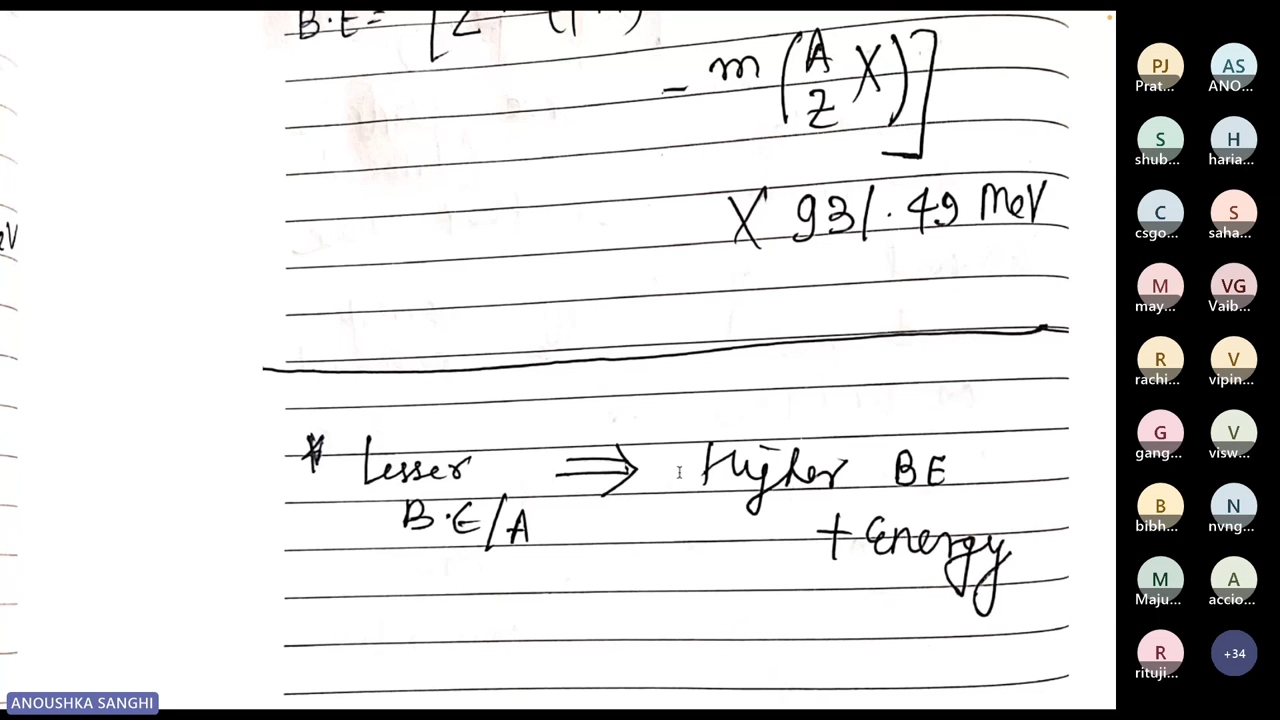 B.E =
- m (A
Z X)]
X 931.49 MeV
* Lesser ⟹ Higher BE
B.E/A + Energy
PJ AS
Prat... ANO...
S H
shub... haria...
C S
csgo... saha...
M VG
may... Vaib...
R V
rachi... vipin...
G V
gang... visw...
B N
bibh... nvng...
M A
Maju... accio...
R +34
rituji...
ANOUSHKA SANGHI